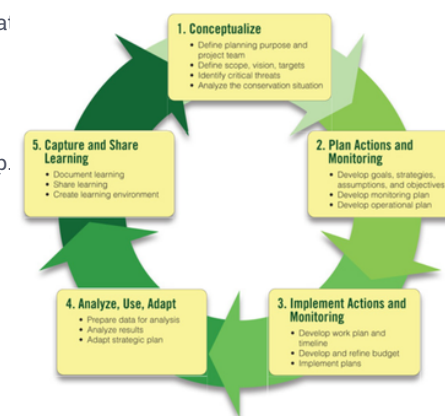 1. Conceptualize
• Define planning purpose and
project team
• Define scope, vision, targets
• Identify critical threats
• Analyze the conservation situation
2. Plan Actions and
Monitoring
• Develop goals, strategies,
assumptions, and objectives
• Develop monitoring plan
• Develop operational plan
3. Implement Actions and
Monitoring
• Develop work plan and
timeline
• Develop and refine budget
• Implement plans
4. Analyze, Use, Adapt
• Prepare data for analysis
• Analyze results
• Adapt strategic plan
5. Capture and Share
Learning
• Document learning
• Share learning
• Create learning environment